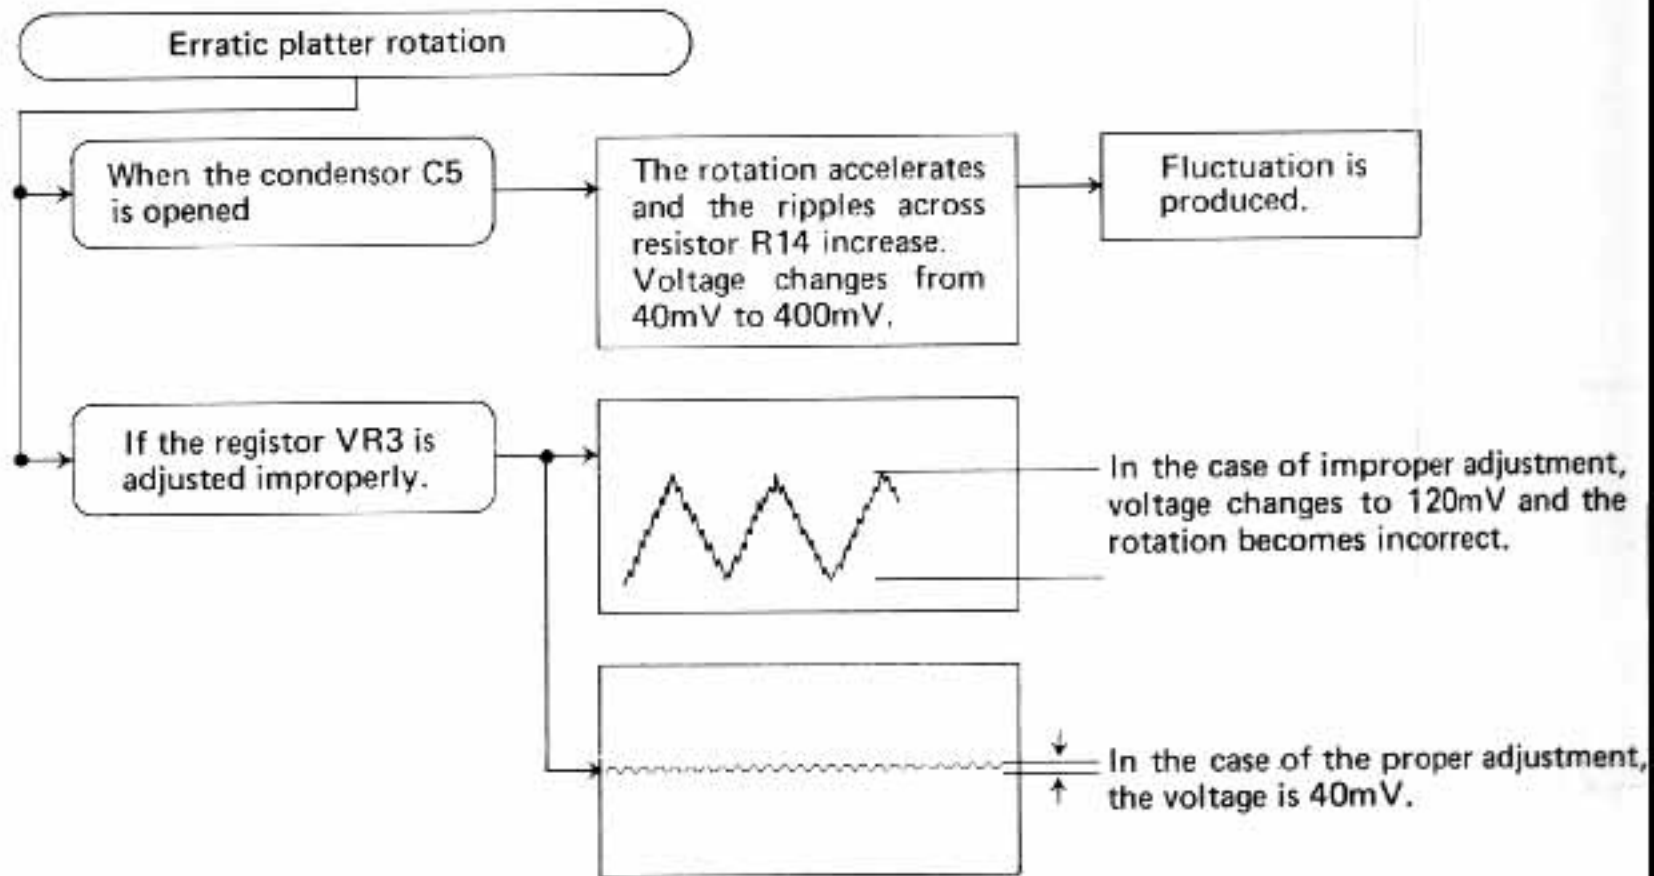 Erratic platter rotation
When the condensor C5
is opened
The rotation accelerates
and the ripples across
resistor R14 increase.
Voltage changes from
40mV to 400mV.
Fluctuation is
produced.
If the registor VR3 is
adjusted improperly.
In the case of improper adjustment,
voltage changes to 120mV and the
rotation becomes incorrect.
In the case of the proper adjustment,
the voltage is 40mV.